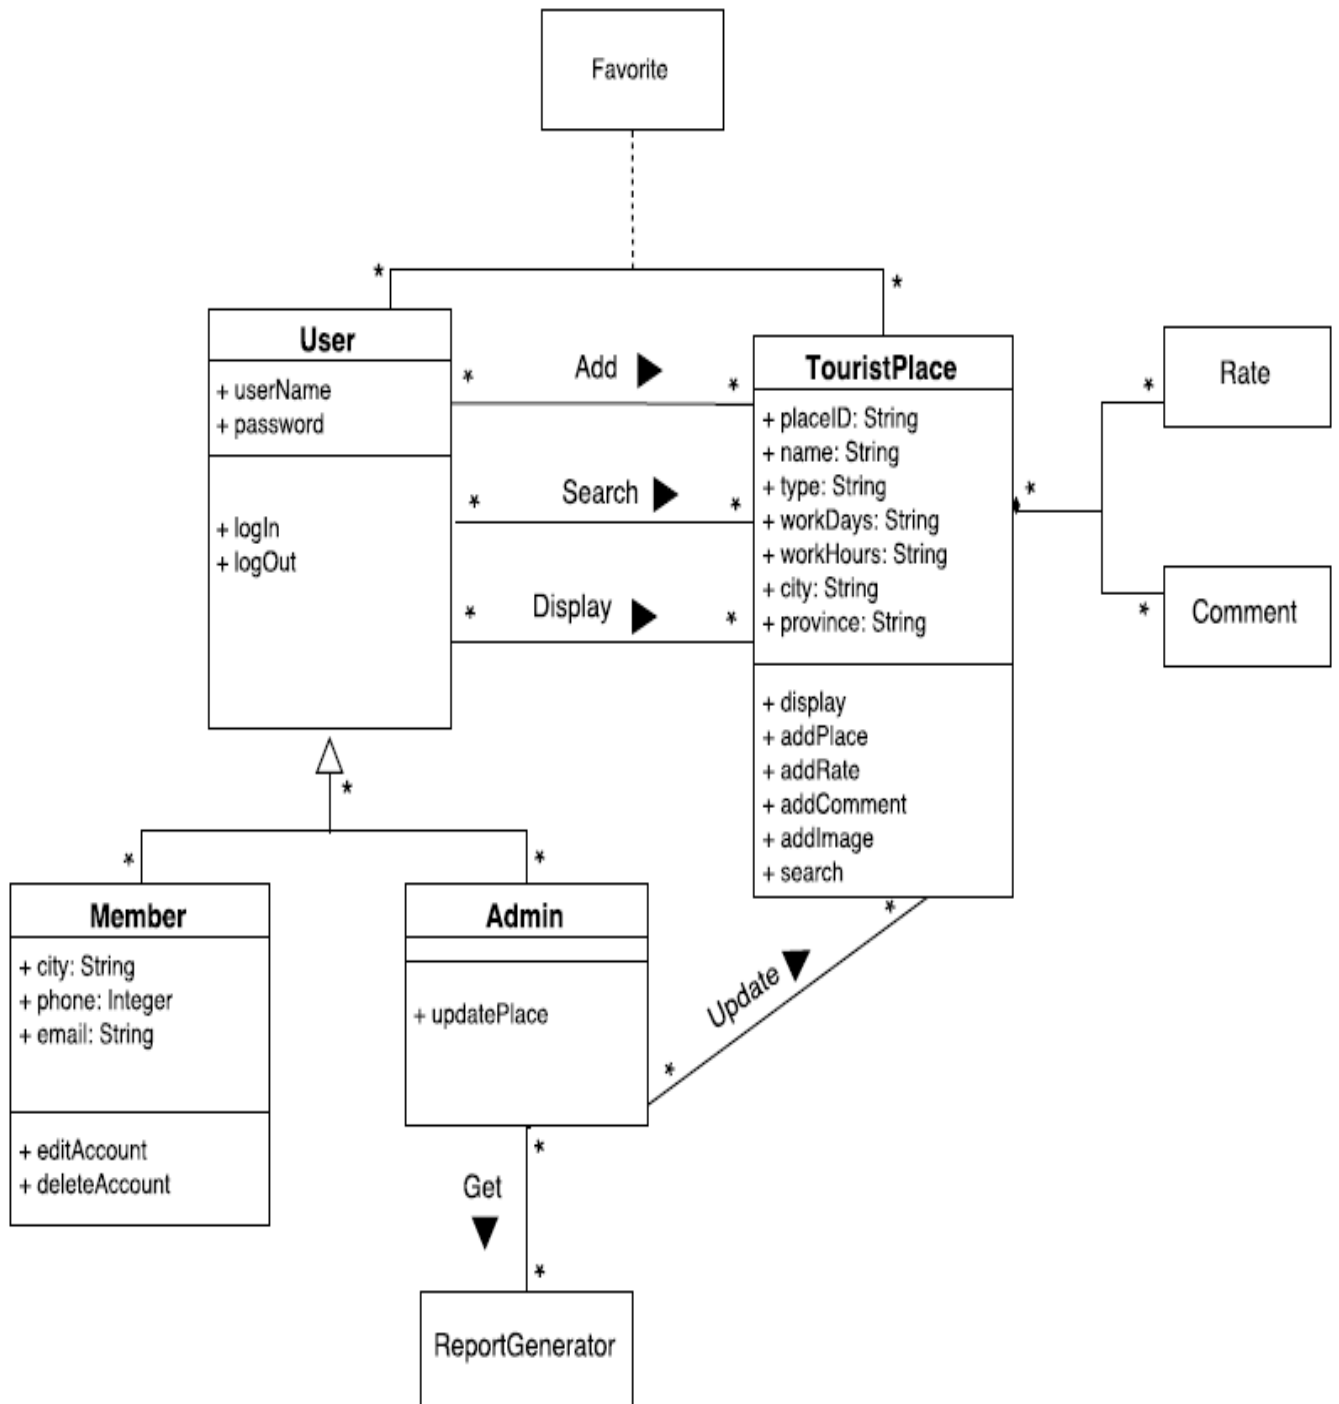 Favorite
*
*
User
+ userName
+ password
+ logIn
+ logOut
* Add ▶ *
* Search ▶ *
* Display ▶ *
TouristPlace
+ placeID: String
+ name: String
+ type: String
+ workDays: String
+ workHours: String
+ city: String
+ province: String
+ display
+ addPlace
+ addRate
+ addComment
+ addImage
+ search
*
*
Rate
*
Comment
*
*
*
Member
+ city: String
+ phone: Integer
+ email: String
+ editAccount
+ deleteAccount
Admin
+ updatePlace
*
Update ▼
*
*
Get
▼
*
ReportGenerator